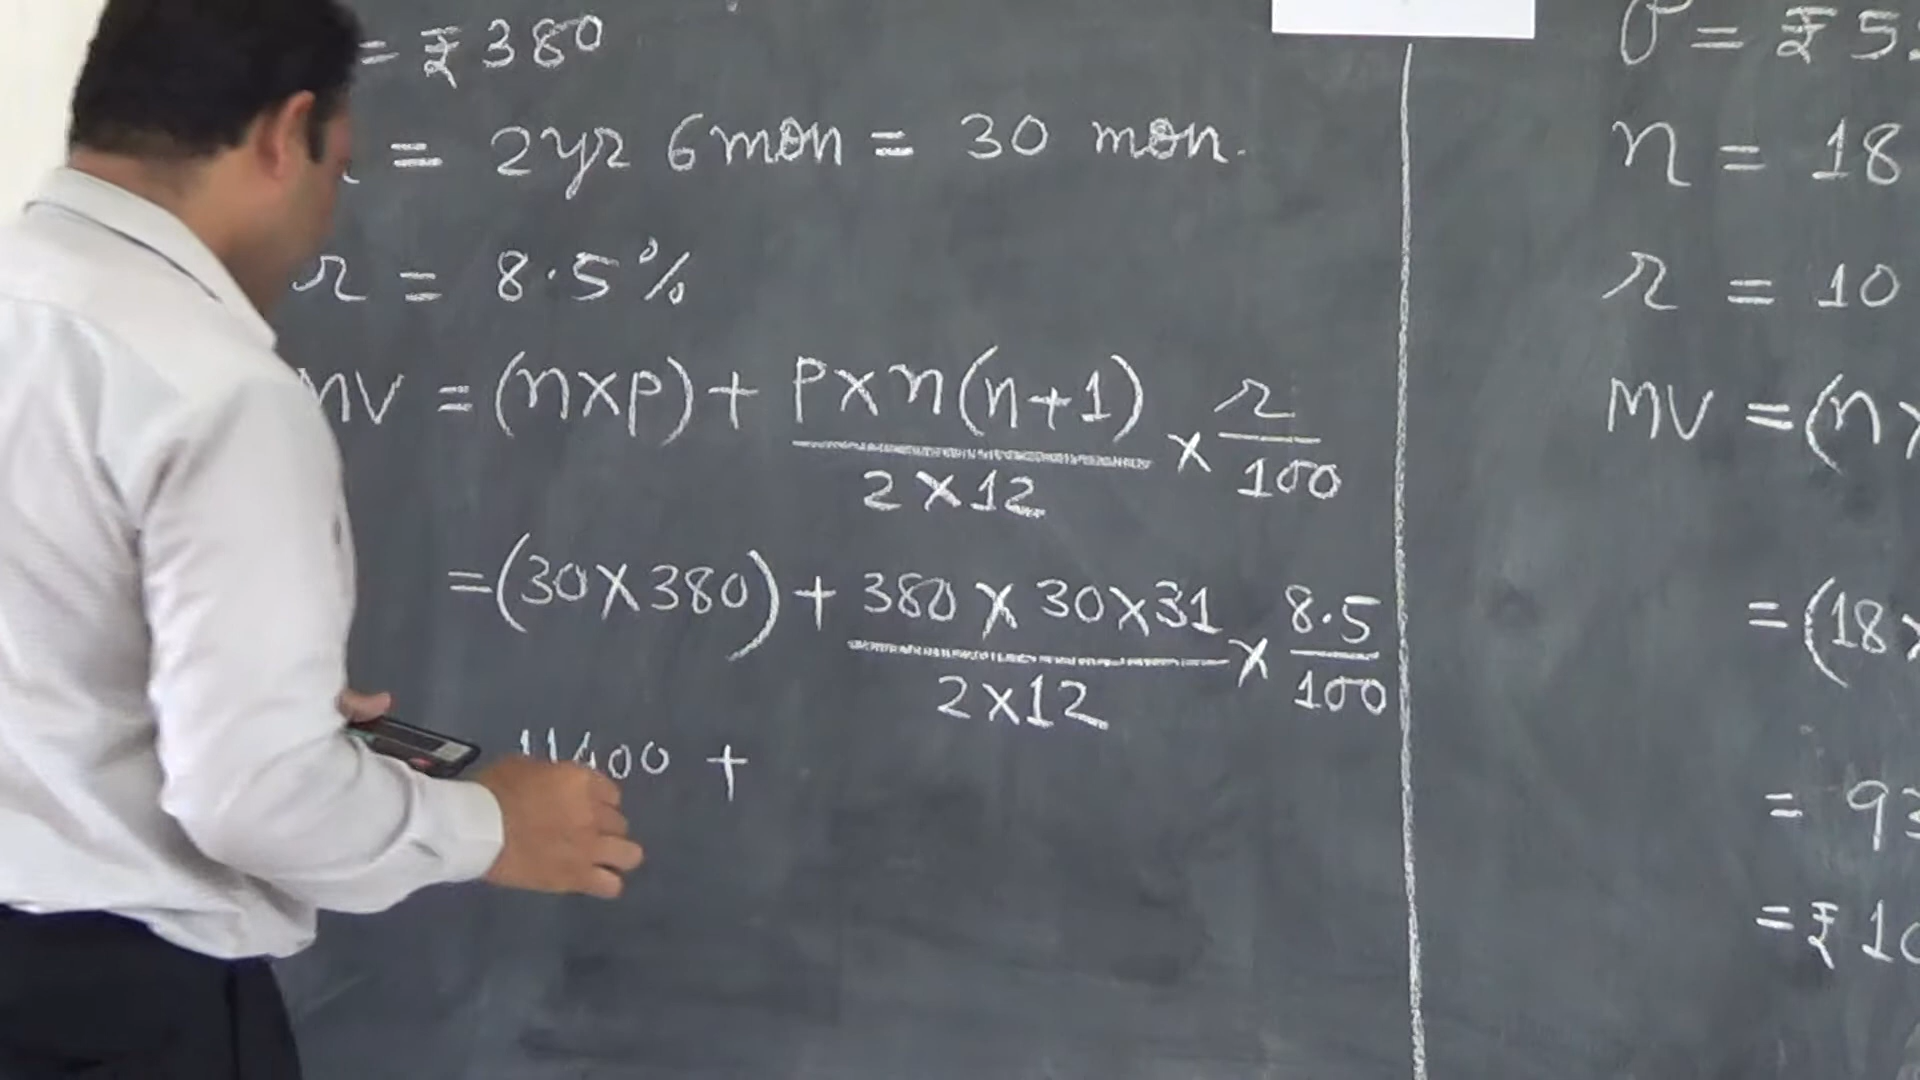 = ₹380
= 2yr 6mon = 30 mon.
r = 8.5%
MV = (n×p) + p×n(n+1) / 2×12 × r/100
= (30×380) + 380×30×31 / 2×12 × 8.5/100
11400 +
P = ₹5
n = 18
r = 10
MV = (n×
= (18×
= 93
= ₹10